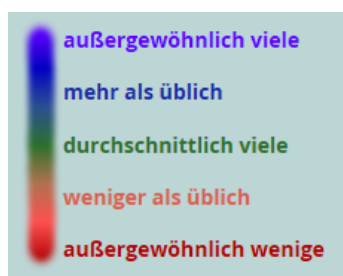 außergewöhnlich viele
mehr als üblich
durchschnittlich viele
weniger als üblich
außergewöhnlich wenige